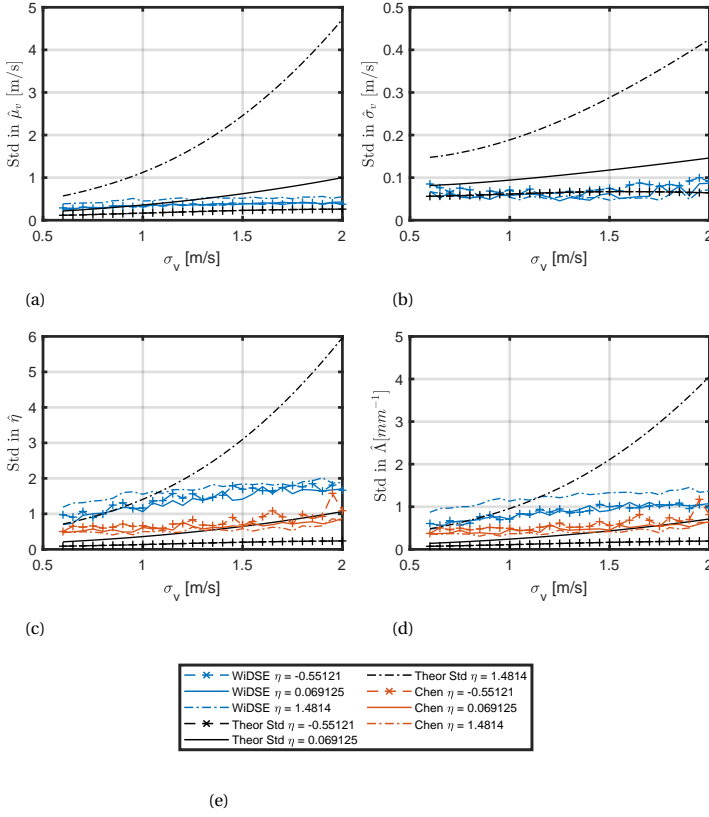 5
4
3
2
1
0
0.5
1
1.5
2
Std in μ̂_v [m/s]
σ_v [m/s]
(a)
0.5
0.4
0.3
0.2
0.1
0
0.5
1
1.5
2
Std in σ̂_v [m/s]
σ_v [m/s]
(b)
6
5
4
3
2
1
0
0.5
1
1.5
2
Std in η̂
σ_v [m/s]
(c)
5
4
3
2
1
0
0.5
1
1.5
2
Std in Λ̂[mm⁻¹]
σ_v [m/s]
(d)
WiDSE η = -0.55121
WiDSE η = 0.069125
WiDSE η = 1.4814
Theor Std η = -0.55121
Theor Std η = 0.069125
Theor Std η = 1.4814
Chen η = -0.55121
Chen η = 0.069125
Chen η = 1.4814
(e)